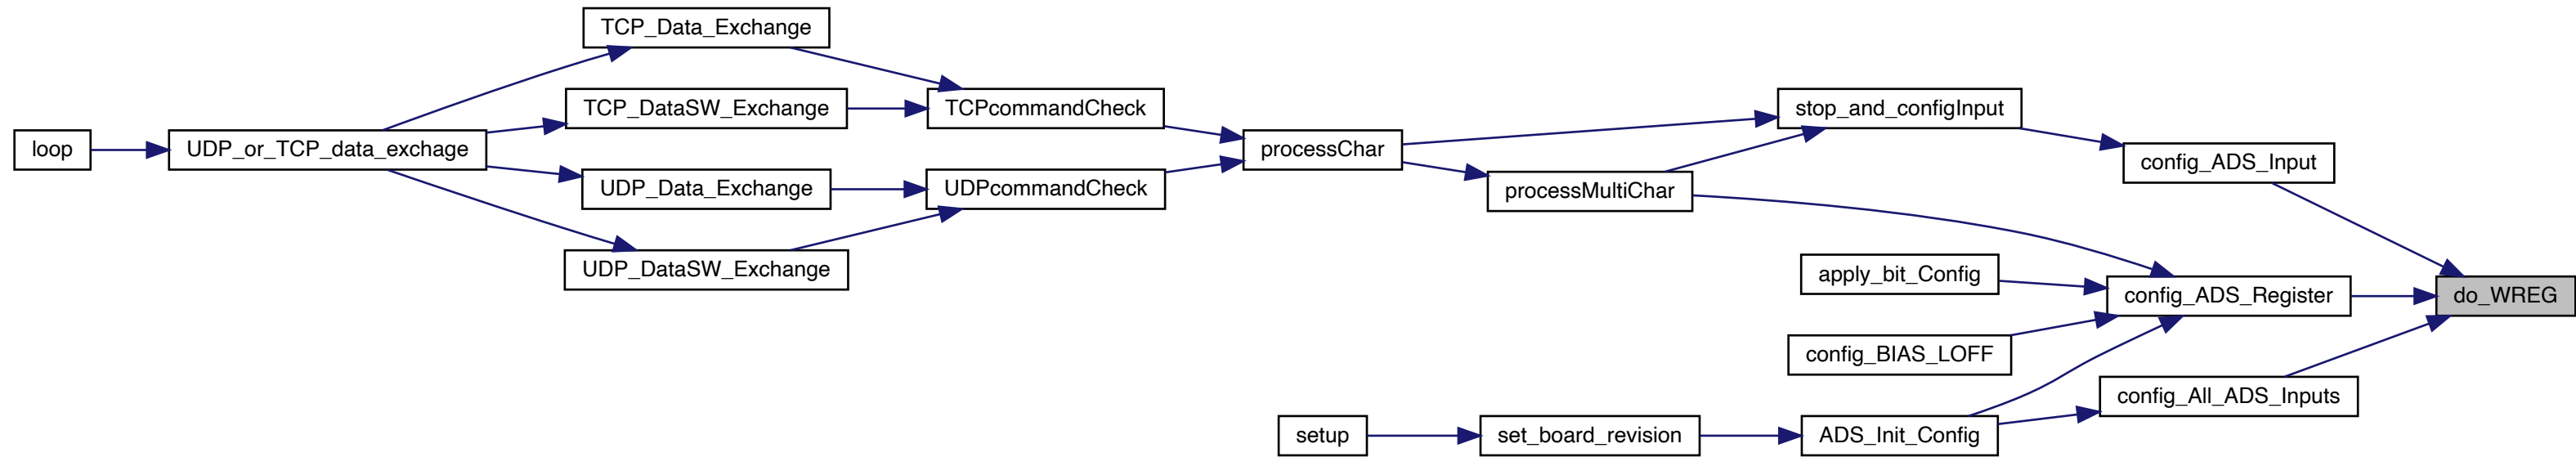 TCP_Data_Exchange
TCP_DataSW_Exchange
TCPcommandCheck
stop_and_configInput
loop
UDP_or_TCP_data_exchage
processChar
config_ADS_Input
UDP_Data_Exchange
UDPcommandCheck
processMultiChar
UDP_DataSW_Exchange
apply_bit_Config
config_ADS_Register
do_WREG
config_BIAS_LOFF
config_All_ADS_Inputs
setup
set_board_revision
ADS_Init_Config